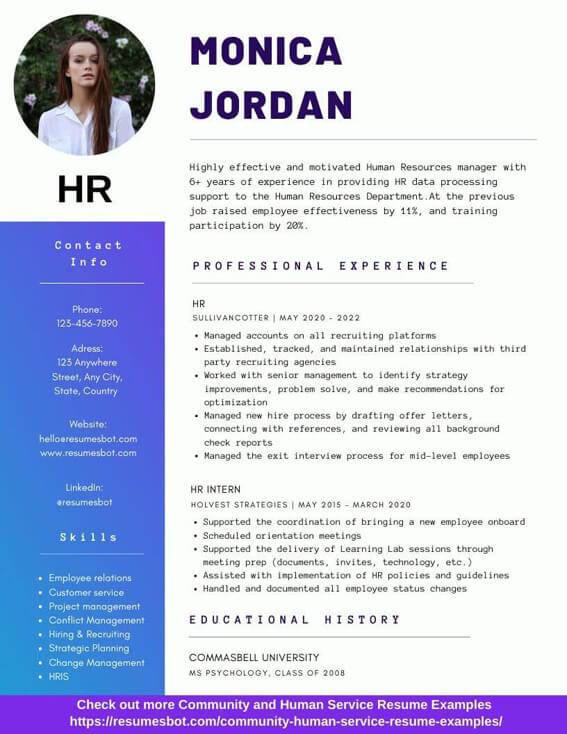 MONICA
JORDAN
HR
Highly effective and motivated Human Resources manager with
6+ years of experience in providing HR data processing
support to the Human Resources Department.At the previous
job raised employee effectiveness by 11%, and training
participation by 20%.
Contact
Info
Phone:
123-456-7890
Adress:
123 Anywhere
Street, Any City,
State, Country
Website:
hello@resumesbot.com
www.resumesbot.com
LinkedIn:
@resumesbot
Skills
Employee relations
Customer service
Project management
Conflict Management
Hiring & Recruiting
Strategic Planning
Change Management
HRIS
PROFESSIONAL EXPERIENCE
HR
SULLIVANCOTTER | MAY 2020 - 2022
Managed accounts on all recruiting platforms
Established, tracked, and maintained relationships with third
party recruiting agencies
Worked with senior management to identify strategy
improvements, problem solve, and make recommendations for
optimization
Managed new hire process by drafting offer letters,
connecting with references, and reviewing all background
check reports
Managed the exit interview process for mid-level employees
HR INTERN
HOLVEST STRATEGIES | MAY 2015 - MARCH 2020
Supported the coordination of bringing a new employee onboard
Scheduled orientation meetings
Supported the delivery of Learning Lab sessions through
meeting prep (documents, invites, technology, etc.)
Assisted with implementation of HR policies and guidelines
Handled and documented all employee status changes
EDUCATIONAL HISTORY
COMMASBELL UNIVERSITY
MS PSYCHOLOGY, CLASS OF 2008
Check out more Community and Human Service Resume Examples
https://resumesbot.com/community-human-service-resume-examples/